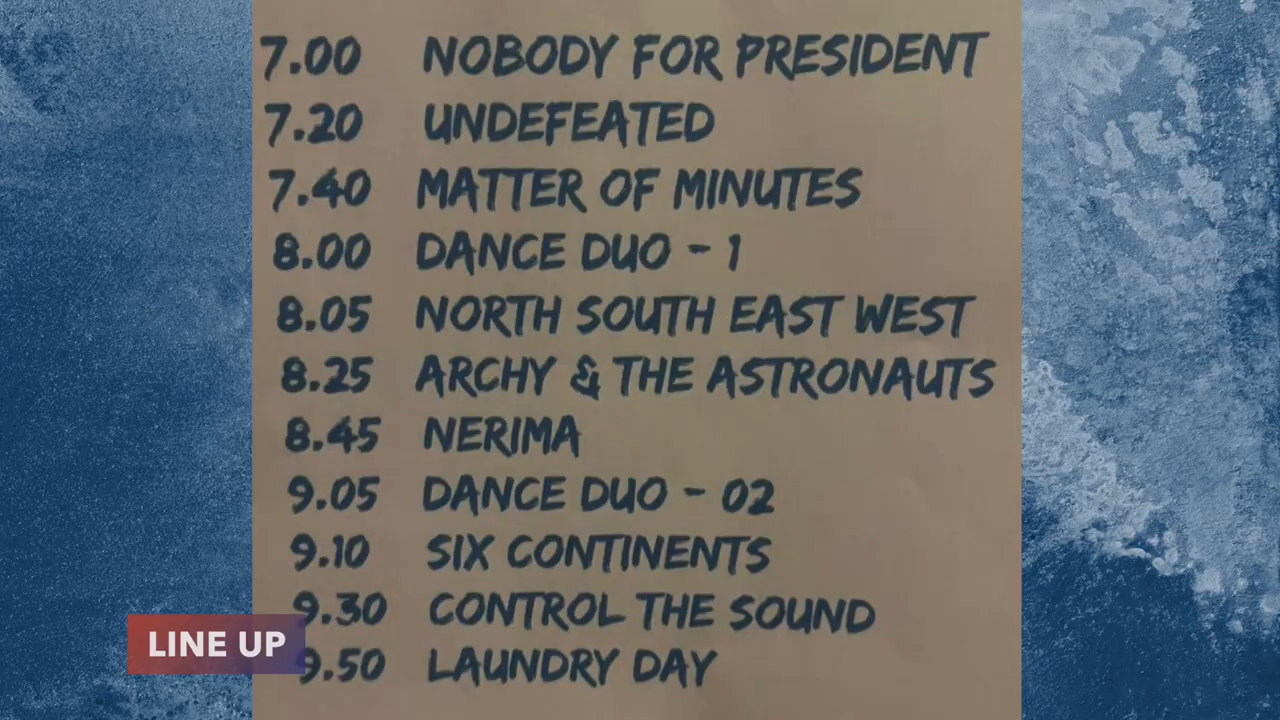 7.00 NOBODY FOR PRESIDENT
7.20 UNDEFEATED
7.40 MATTER OF MINUTES
8.00 DANCE DUO - 1
8.05 NORTH SOUTH EAST WEST
8.25 ARCHY & THE ASTRONAUTS
8.45 NERIMA
9.05 DANCE DUO - 02
9.10 SIX CONTINENTS
9.30 CONTROL THE SOUND
9.50 LAUNDRY DAY
LINE UP